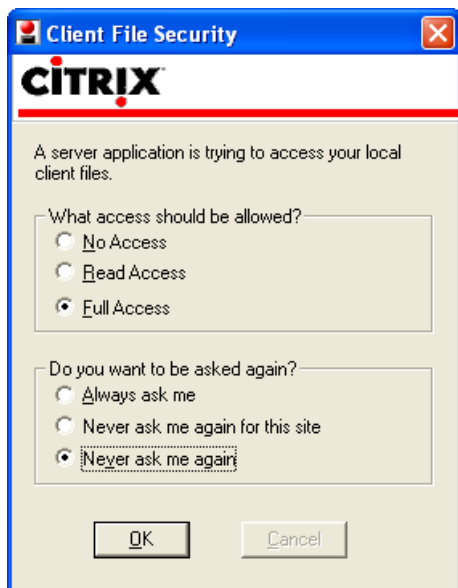 Client File Security
CİTRIX
A server application is trying to access your local
client files.
What access should be allowed?
No Access
Read Access
Full Access
Do you want to be asked again?
Always ask me
Never ask me again for this site
Never ask me again
OK
Cancel